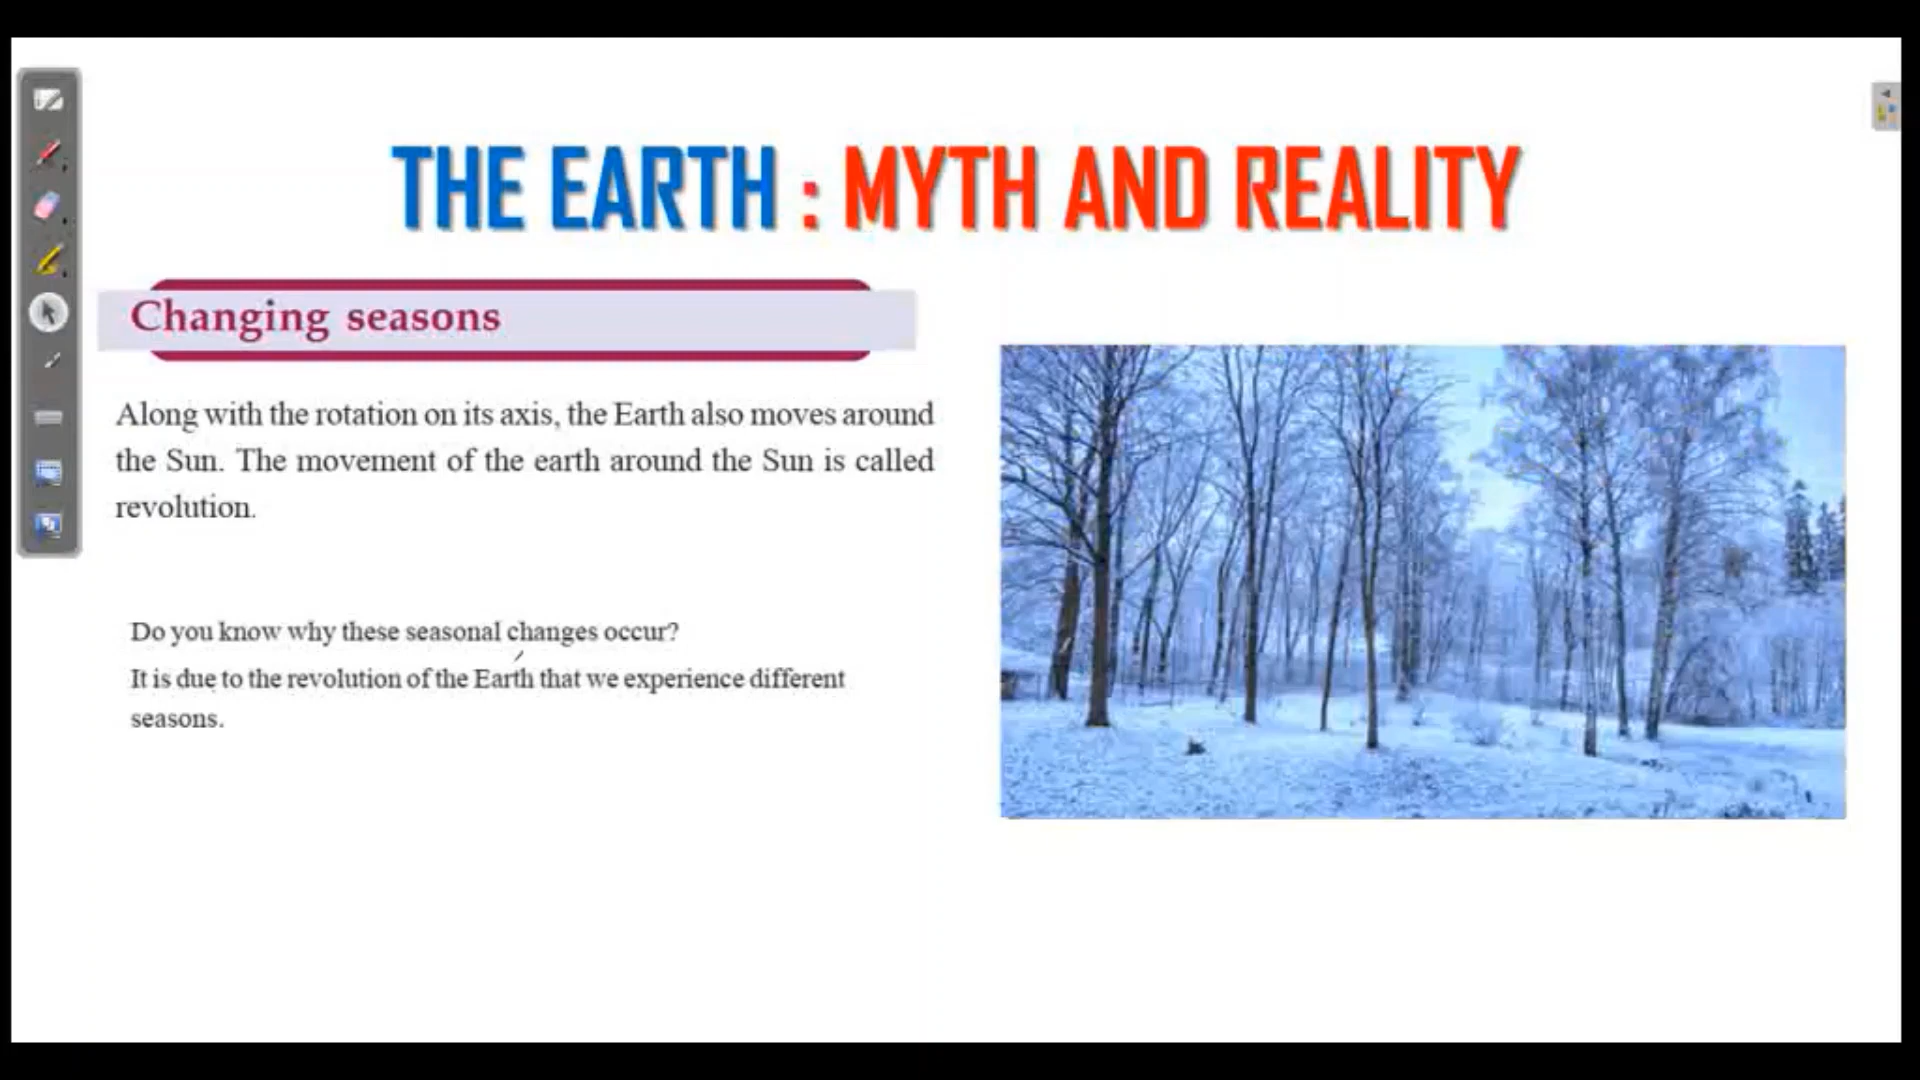 THE EARTH : MYTH AND REALITY
Changing seasons
Along with the rotation on its axis, the Earth also moves around
the Sun. The movement of the earth around the Sun is called
revolution.
Do you know why these seasonal changes occur?
It is due to the revolution of the Earth that we experience different
seasons.